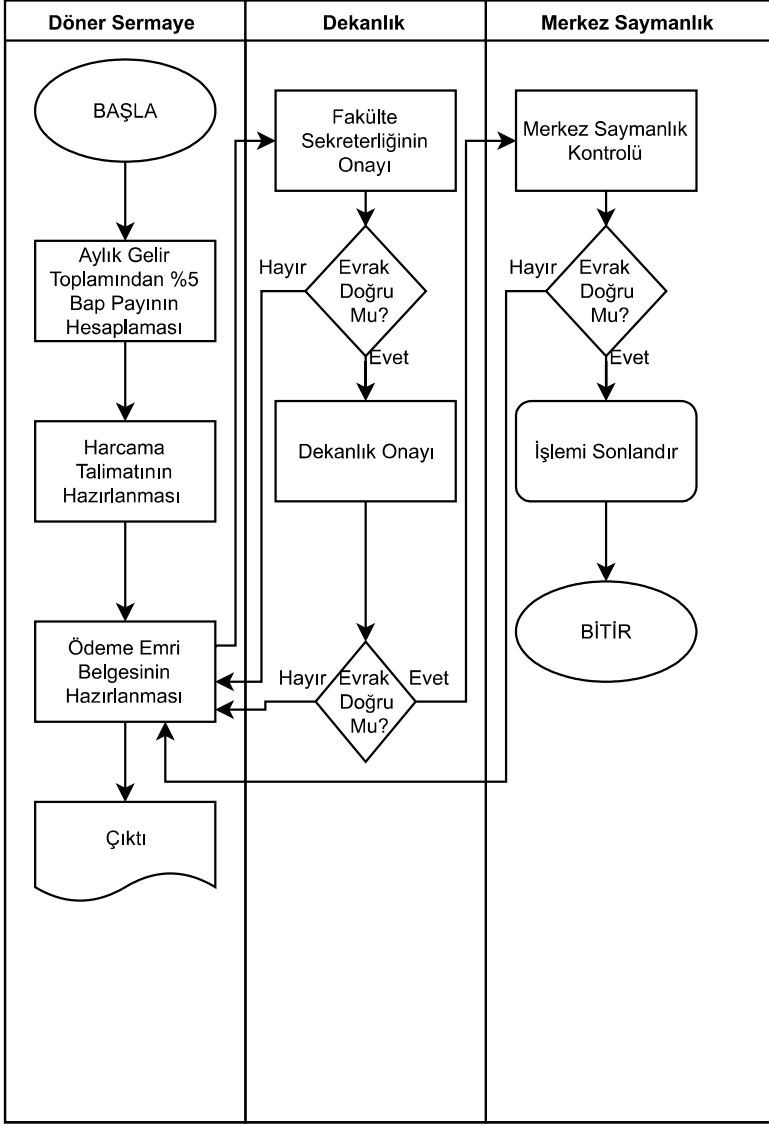 Döner Sermaye
Dekanlık
Merkez Saymanlık
BAŞLA
Aylık Gelir
Toplamından %5
Bap Payının
Hesaplaması
Harcama
Talimatının
Hazırlanması
Ödeme Emri
Belgesinin
Hazırlanması
Çıktı
Fakülte
Sekreterliğinin
Onayı
Hayır
Evrak
Doğru
Mu?
Evet
Dekanlık Onayı
Hayır
Evrak
Doğru
Mu?
Evet
Merkez Saymanlık
Kontrolü
Hayır
Evrak
Doğru
Mu?
Evet
İşlemi Sonlandır
BİTİR